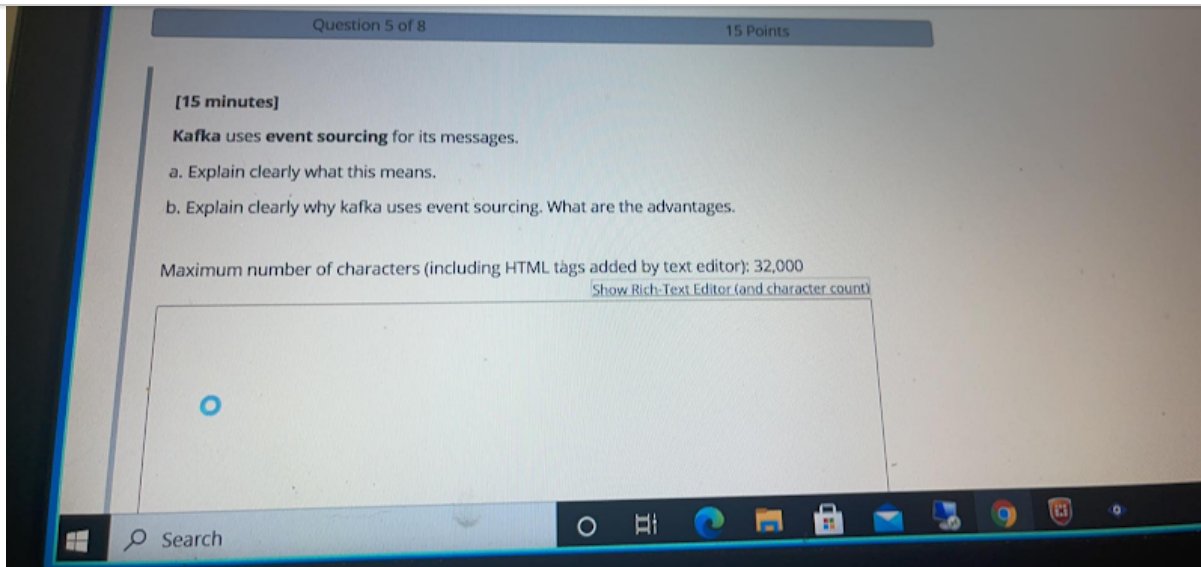 Question 5 of 8
15 Points
[15 minutes]
Kafka uses event sourcing for its messages.
a. Explain clearly what this means.
b. Explain clearly why kafka uses event sourcing. What are the advantages.
Maximum number of characters (including HTML tags added by text editor): 32,000
Show Rich-Text Editor (and character count)
Search